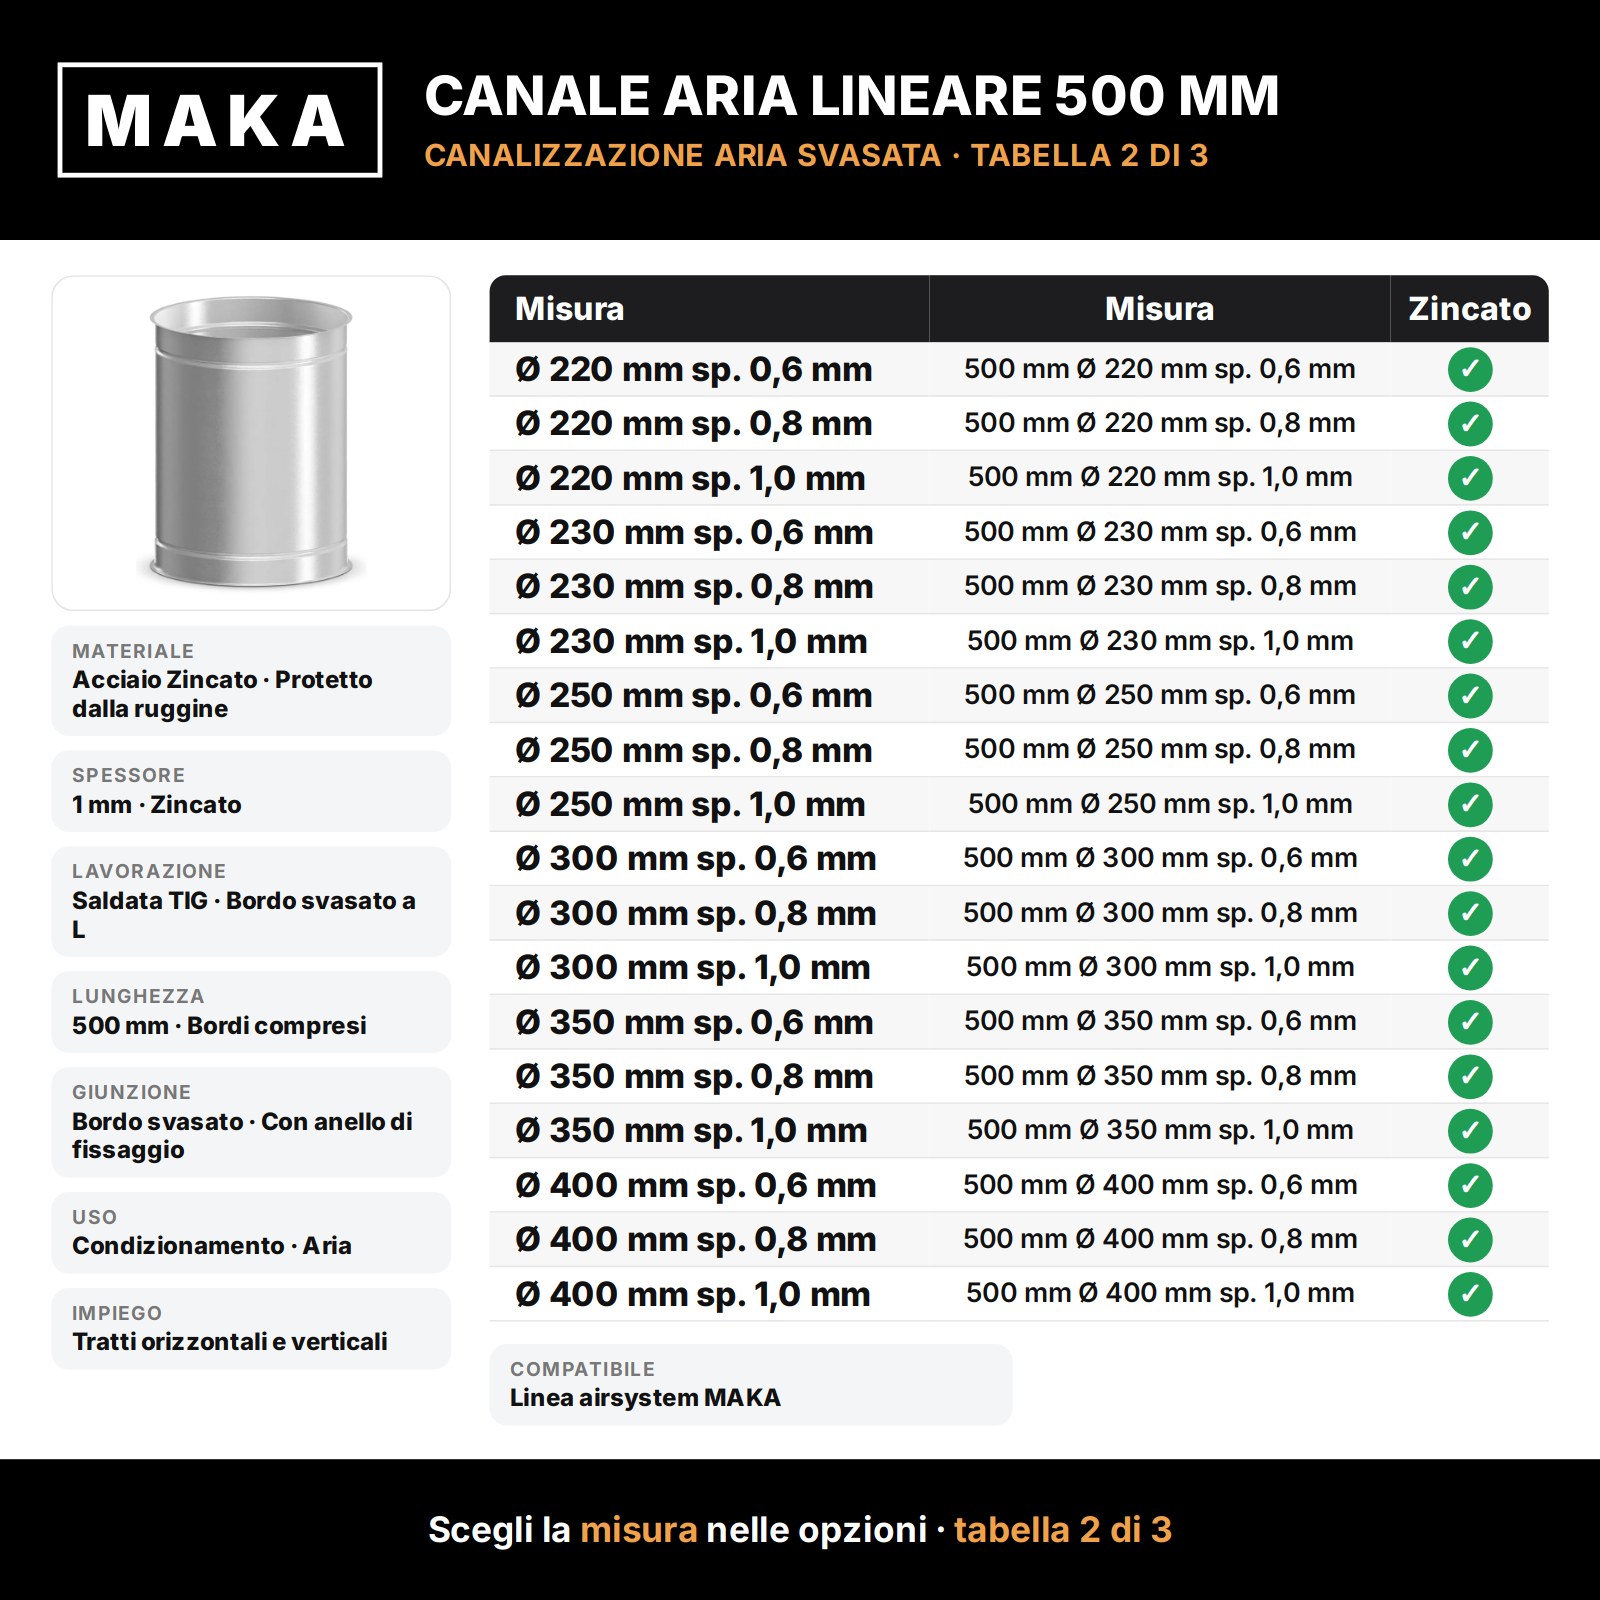 MAKA
CANALE ARIA LINEARE 500 MM
CANALIZZAZIONE ARIA SVASATA · TABELLA 2 DI 3
MATERIALE
Acciaio Zincato · Protetto
dalla ruggine
SPESSORE
1 mm · Zincato
LAVORAZIONE
Saldata TIG · Bordo svasato a
L
LUNGHEZZA
500 mm · Bordi compresi
GIUNZIONE
Bordo svasato · Con anello di
fissaggio
USO
Condizionamento · Aria
IMPIEGO
Tratti orizzontali e verticali
Misura Misura Zincato
Ø 220 mm sp. 0,6 mm 500 mm Ø 220 mm sp. 0,6 mm ✓
Ø 220 mm sp. 0,8 mm 500 mm Ø 220 mm sp. 0,8 mm ✓
Ø 220 mm sp. 1,0 mm 500 mm Ø 220 mm sp. 1,0 mm ✓
Ø 230 mm sp. 0,6 mm 500 mm Ø 230 mm sp. 0,6 mm ✓
Ø 230 mm sp. 0,8 mm 500 mm Ø 230 mm sp. 0,8 mm ✓
Ø 230 mm sp. 1,0 mm 500 mm Ø 230 mm sp. 1,0 mm ✓
Ø 250 mm sp. 0,6 mm 500 mm Ø 250 mm sp. 0,6 mm ✓
Ø 250 mm sp. 0,8 mm 500 mm Ø 250 mm sp. 0,8 mm ✓
Ø 250 mm sp. 1,0 mm 500 mm Ø 250 mm sp. 1,0 mm ✓
Ø 300 mm sp. 0,6 mm 500 mm Ø 300 mm sp. 0,6 mm ✓
Ø 300 mm sp. 0,8 mm 500 mm Ø 300 mm sp. 0,8 mm ✓
Ø 300 mm sp. 1,0 mm 500 mm Ø 300 mm sp. 1,0 mm ✓
Ø 350 mm sp. 0,6 mm 500 mm Ø 350 mm sp. 0,6 mm ✓
Ø 350 mm sp. 0,8 mm 500 mm Ø 350 mm sp. 0,8 mm ✓
Ø 350 mm sp. 1,0 mm 500 mm Ø 350 mm sp. 1,0 mm ✓
Ø 400 mm sp. 0,6 mm 500 mm Ø 400 mm sp. 0,6 mm ✓
Ø 400 mm sp. 0,8 mm 500 mm Ø 400 mm sp. 0,8 mm ✓
Ø 400 mm sp. 1,0 mm 500 mm Ø 400 mm sp. 1,0 mm ✓
COMPATIBILE
Linea airsystem MAKA
Scegli la misura nelle opzioni · tabella 2 di 3